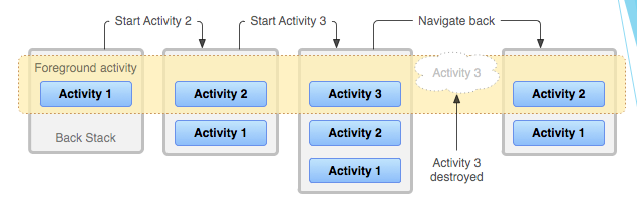 Start Activity 2
Start Activity 3
Navigate back
Foreground activity
Activity 1
Back Stack
Activity 2
Activity 1
Activity 3
Activity 2
Activity 1
Activity 3
Activity 3
destroyed
Activity 2
Activity 1